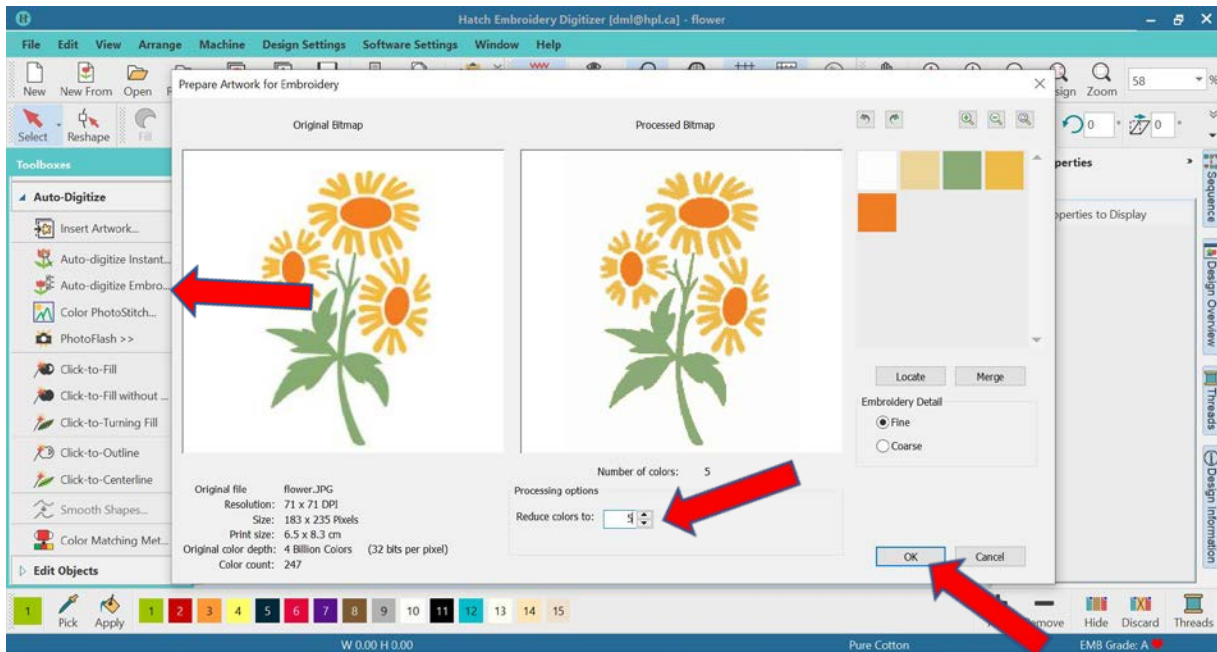 Hatch Embroidery Digitizer [dml@hpl.ca] - flower
File Edit View Arrange Machine Design Settings Software Settings Window Help
New New From Open
Zoom 58 %
Select Reshape Fill
0 ° 0 °
Toolboxes
Auto-Digitize
Insert Artwork...
Auto-digitize Instant...
Auto-digitize Embro...
Color PhotoStitch...
PhotoFlash >>
Click-to-Fill
Click-to-Fill without ...
Click-to-Turning Fill
Click-to-Outline
Click-to-Centerline
Smooth Shapes...
Color Matching Met...
Edit Objects
Prepare Artwork for Embroidery
Original Bitmap
Processed Bitmap
Locate Merge
Embroidery Detail
Fine
Coarse
Number of colors: 5
Processing options
Reduce colors to: 5
Original file flower.JPG
Resolution: 71 x 71 DPI
Size: 183 x 235 Pixels
Print size: 6.5 x 8.3 cm
Original color depth: 4 Billion Colors (32 bits per pixel)
Color count: 247
OK Cancel
Sequence
Design Overview
Threads
Design Information
1 Pick Apply 1 2 3 4 5 6 7 8 9 10 11 12 13 14 15
Hide Discard Threads
W 0.00 H 0.00 Pure Cotton EMB Grade: A